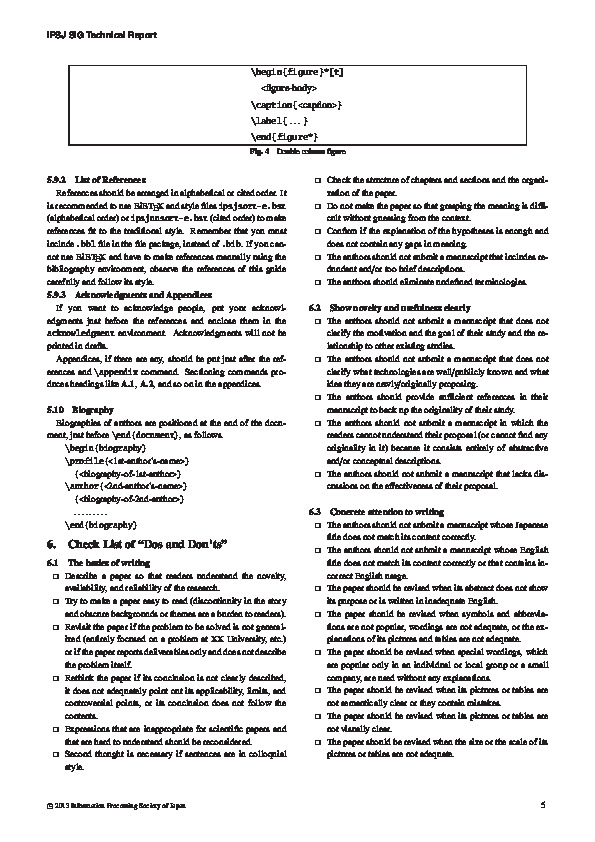 IPSJ SIG Technical Report
\begin{figure}*[t]
<figure-body>
\caption{<caption>}
\label{...}
\end{figure*}
Fig. 4 Double column figure
5.9.2 List of References
References should be arranged in alphabetical or cited order. It
is recommended to use BIBTEX and style files ipsjsort-e.bst
(alphabetical order) or ipsjunsort-e.bst (cited order) to make
references fit to the traditional style. Remember that you must
include .bbl file in the file package, instead of .bib. If you can-
not use BIBTEX and have to make references manually using the
bibliography environment, observe the references of this guide
carefully and follow its style.
5.9.3 Acknowledgments and Appendices
If you want to acknowledge people, put your acknowl-
edgments just before the references and enclose them in the
acknowledgment environment. Acknowledgments will not be
printed in drafts.
Appendices, if there are any, should be put just after the ref-
erences and \appendix command. Sectioning commands pro-
duces headings like A.1, A.2, and so on in the appendices.
5.10 Biography
Biographies of authors are positioned at the end of the docu-
ment, just before \end{document}, as follows.
\begin{biography}
\profile{<1st-author's-name>}
{<biography-of-1st-author>}
\author{<2nd-author's-name>}
{<biography-of-2nd-author>}
.........
\end{biography}
6. Check List of “Dos and Don'ts”
6.1 The basics of writing
□ Describe a paper so that readers understand the novelty,
availability, and reliability of the research.
□ Try to make a paper easy to read (discontinuity in the story
and obscure backgrounds or themes are a burden to readers).
□ Revisit the paper if the problem to be solved is not general-
ized (entirely focused on a problem at XX University, etc.)
or if the paper reports deliverables only and does not describe
the problem itself.
□ Rethink the paper if its conclusion is not clearly described,
it does not adequately point out its applicability, limits, and
controversial points, or its conclusion does not follow the
contents.
□ Expressions that are inappropriate for scientific papers and
that are hard to understand should be reconsidered.
□ Second thought is necessary if sentences are in colloquial
style.
□ Check the structure of chapters and sections and the organi-
zation of the paper.
□ Do not make the paper so that grasping the meaning is diffi-
cult without guessing from the context.
□ Confirm if the explanation of the hypotheses is enough and
does not contain any gaps in meaning.
□ The authors should not submit a manuscript that includes re-
dundant and/or too brief descriptions.
□ The authors should eliminate undefined terminologies.
6.2 Show novelty and usefulness clearly
□ The authors should not submit a manuscript that does not
clarify the motivation and the goal of their study and the re-
lationship to other existing studies.
□ The authors should not submit a manuscript that does not
clarify what technologies are well/publicly known and what
idea they are newly/originally proposing.
□ The authors should provide sufficient references in their
manuscript to back up the originality of their study.
□ The authors should not submit a manuscript in which the
readers cannot understand their proposal (or cannot find any
originality in it) because it consists entirely of abstractive
and/or conceptual descriptions.
□ The authors should not submit a manuscript that lacks dis-
cussions on the effectiveness of their proposal.
6.3 Concrete attention to writing
□ The authors should not submit a manuscript whose Japanese
title does not match its content correctly.
□ The authors should not submit a manuscript whose English
title does not match its content correctly or that contains in-
correct English usage.
□ The paper should be revised when its abstract does not show
its purpose or is written in inadequate English.
□ The paper should be revised when symbols and abbrevia-
tions are not popular, wordings are not adequate, or the ex-
planations of its pictures and tables are not adequate.
□ The paper should be revised when special wordings, which
are popular only in an individual or local group or a small
company, are used without any explanations.
□ The paper should be revised when its pictures or tables are
not semantically clear or they contain mistakes.
□ The paper should be revised when its pictures or tables are
not visually clear.
□ The paper should be revised when the size or the scale of its
pictures or tables are not adequate.
© 2013 Information Processing Society of Japan
5